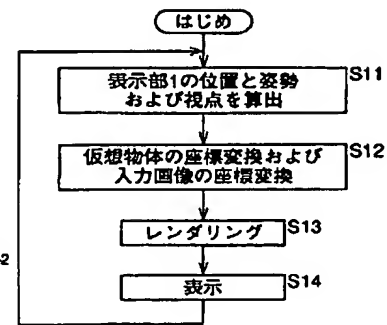 はじめ
表示部1の位置と姿勢
および視点を算出
S11
仮想物体の座標変換および
入力画像の座標変換
S12
レンダリング
S13
表示
S14
2